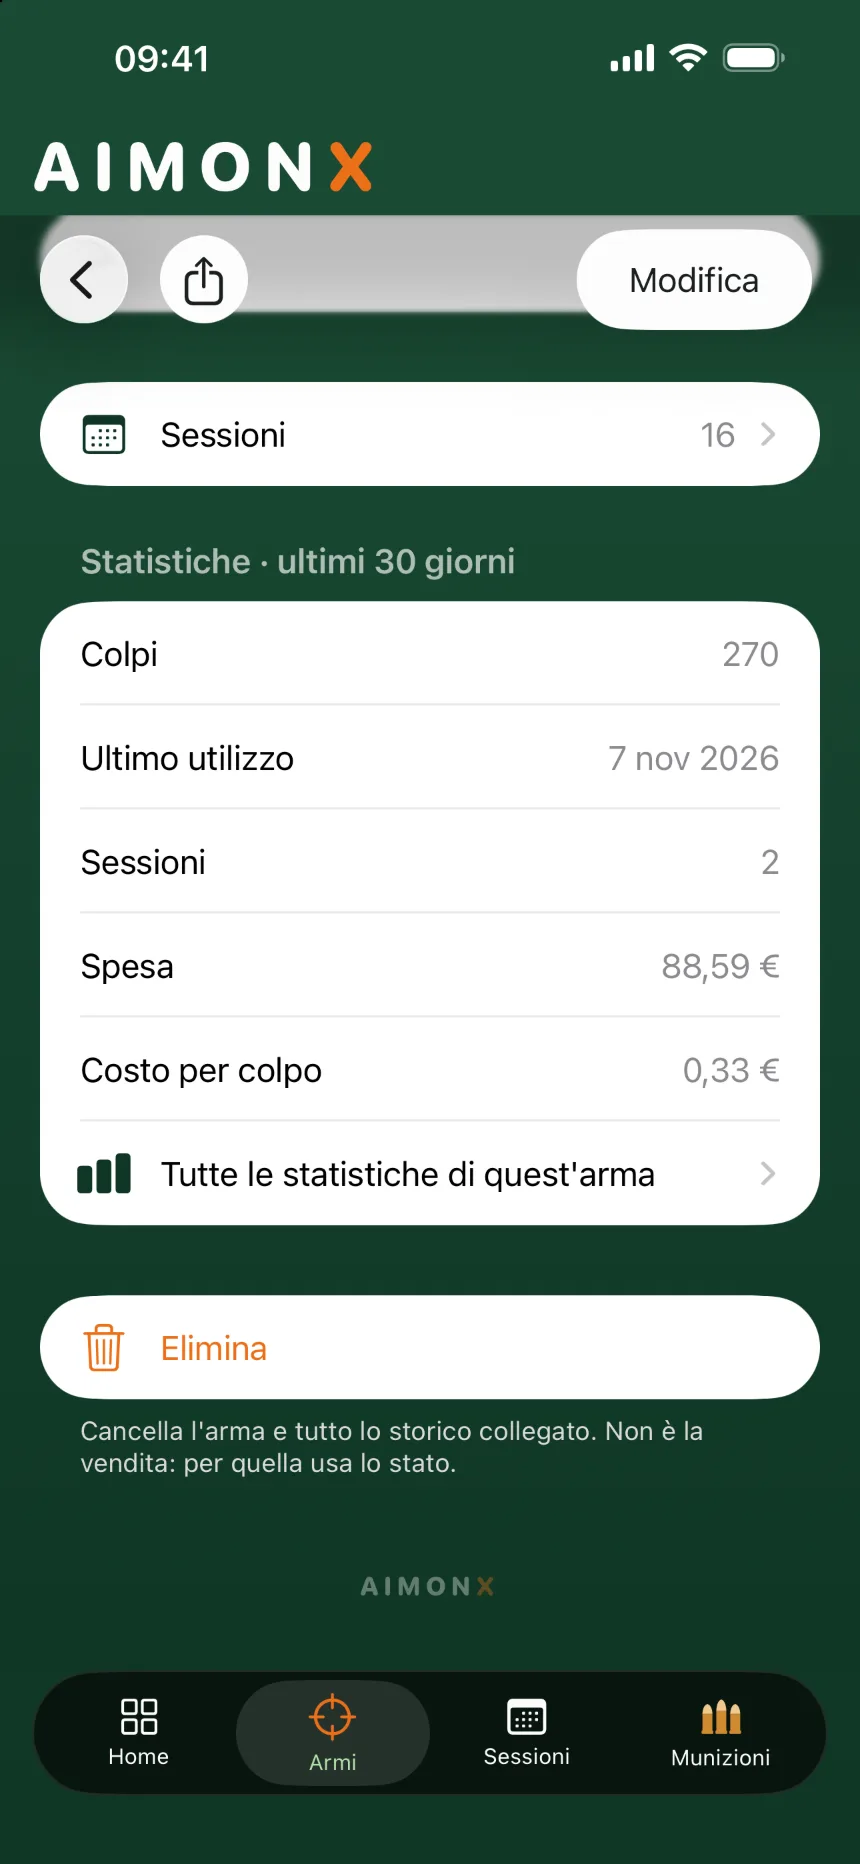 09:41
AIMONX
Modifica
Sessioni 16
Statistiche · ultimi 30 giorni
Colpi 270
Ultimo utilizzo 7 nov 2026
Sessioni 2
Spesa 88,59 €
Costo per colpo 0,33 €
Tutte le statistiche di quest'arma
Elimina
Cancella l'arma e tutto lo storico collegato. Non è la
vendita: per quella usa lo stato.
AIMONX
Home Armi Sessioni Munizioni